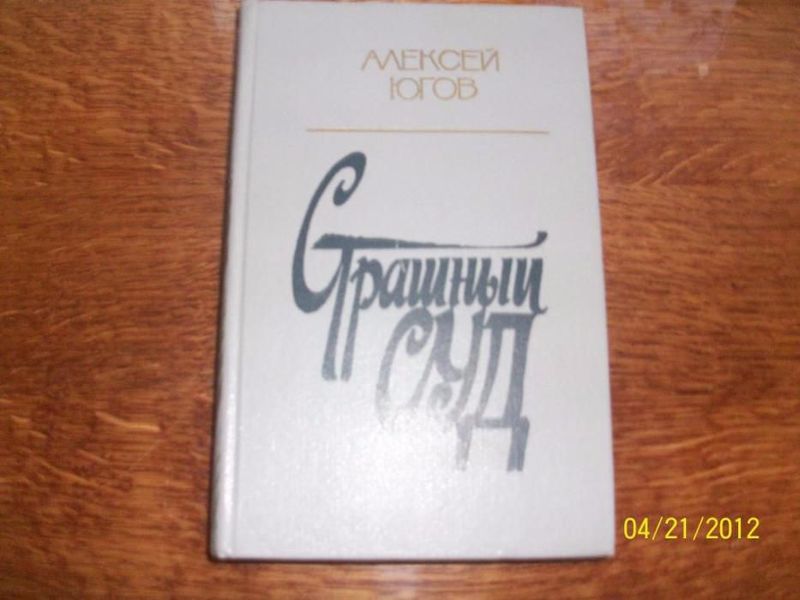 АЛЕКСЕЙ
ЮГОВ
Страшный
СУД
04/21/2012